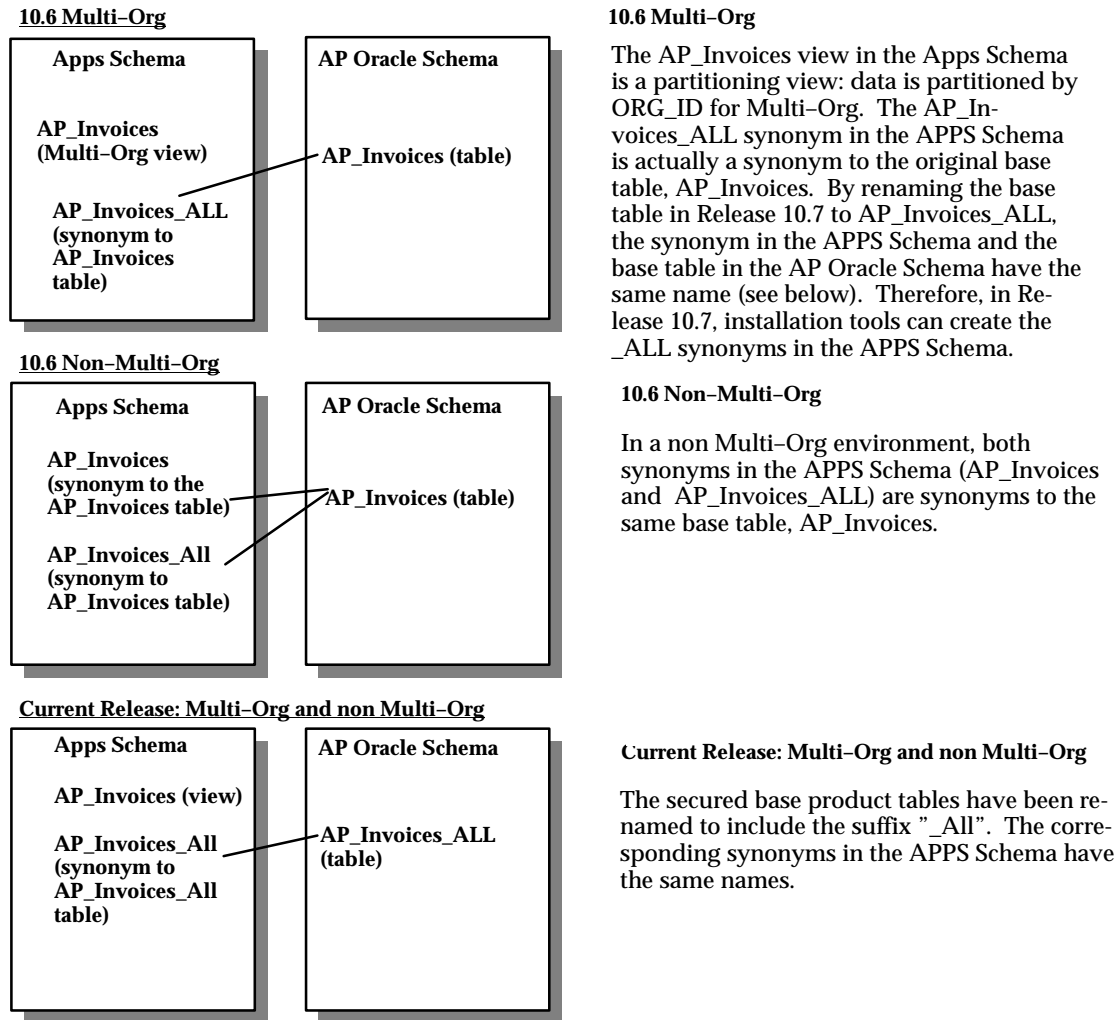 10.6 Multi–Org
Apps Schema
AP_Invoices
(Multi–Org view)
AP_Invoices_ALL
(synonym to
AP_Invoices
table)
AP Oracle Schema
AP_Invoices (table)
10.6 Multi–Org
The AP_Invoices view in the Apps Schema
is a partitioning view: data is partitioned by
ORG_ID for Multi–Org. The AP_In-
voices_ALL synonym in the APPS Schema
is actually a synonym to the original base
table, AP_Invoices. By renaming the base
table in Release 10.7 to AP_Invoices_ALL,
the synonym in the APPS Schema and the
base table in the AP Oracle Schema have the
same name (see below). Therefore, in Re-
lease 10.7, installation tools can create the
_ALL synonyms in the APPS Schema.
10.6 Non–Multi–Org
Apps Schema
AP_Invoices
(synonym to the
AP_Invoices table)
AP_Invoices_All
(synonym to
AP_Invoices table)
AP Oracle Schema
AP_Invoices (table)
10.6 Non–Multi–Org
In a non Multi–Org environment, both
synonyms in the APPS Schema (AP_Invoices
and AP_Invoices_ALL) are synonyms to the
same base table, AP_Invoices.
Current Release: Multi–Org and non Multi–Org
Apps Schema
AP_Invoices (view)
AP_Invoices_All
(synonym to
AP_Invoices_All
table)
AP Oracle Schema
AP_Invoices_ALL
(table)
Current Release: Multi–Org and non Multi–Org
The secured base product tables have been re-
named to include the suffix ”_All”. The corre-
sponding synonyms in the APPS Schema have
the same names.